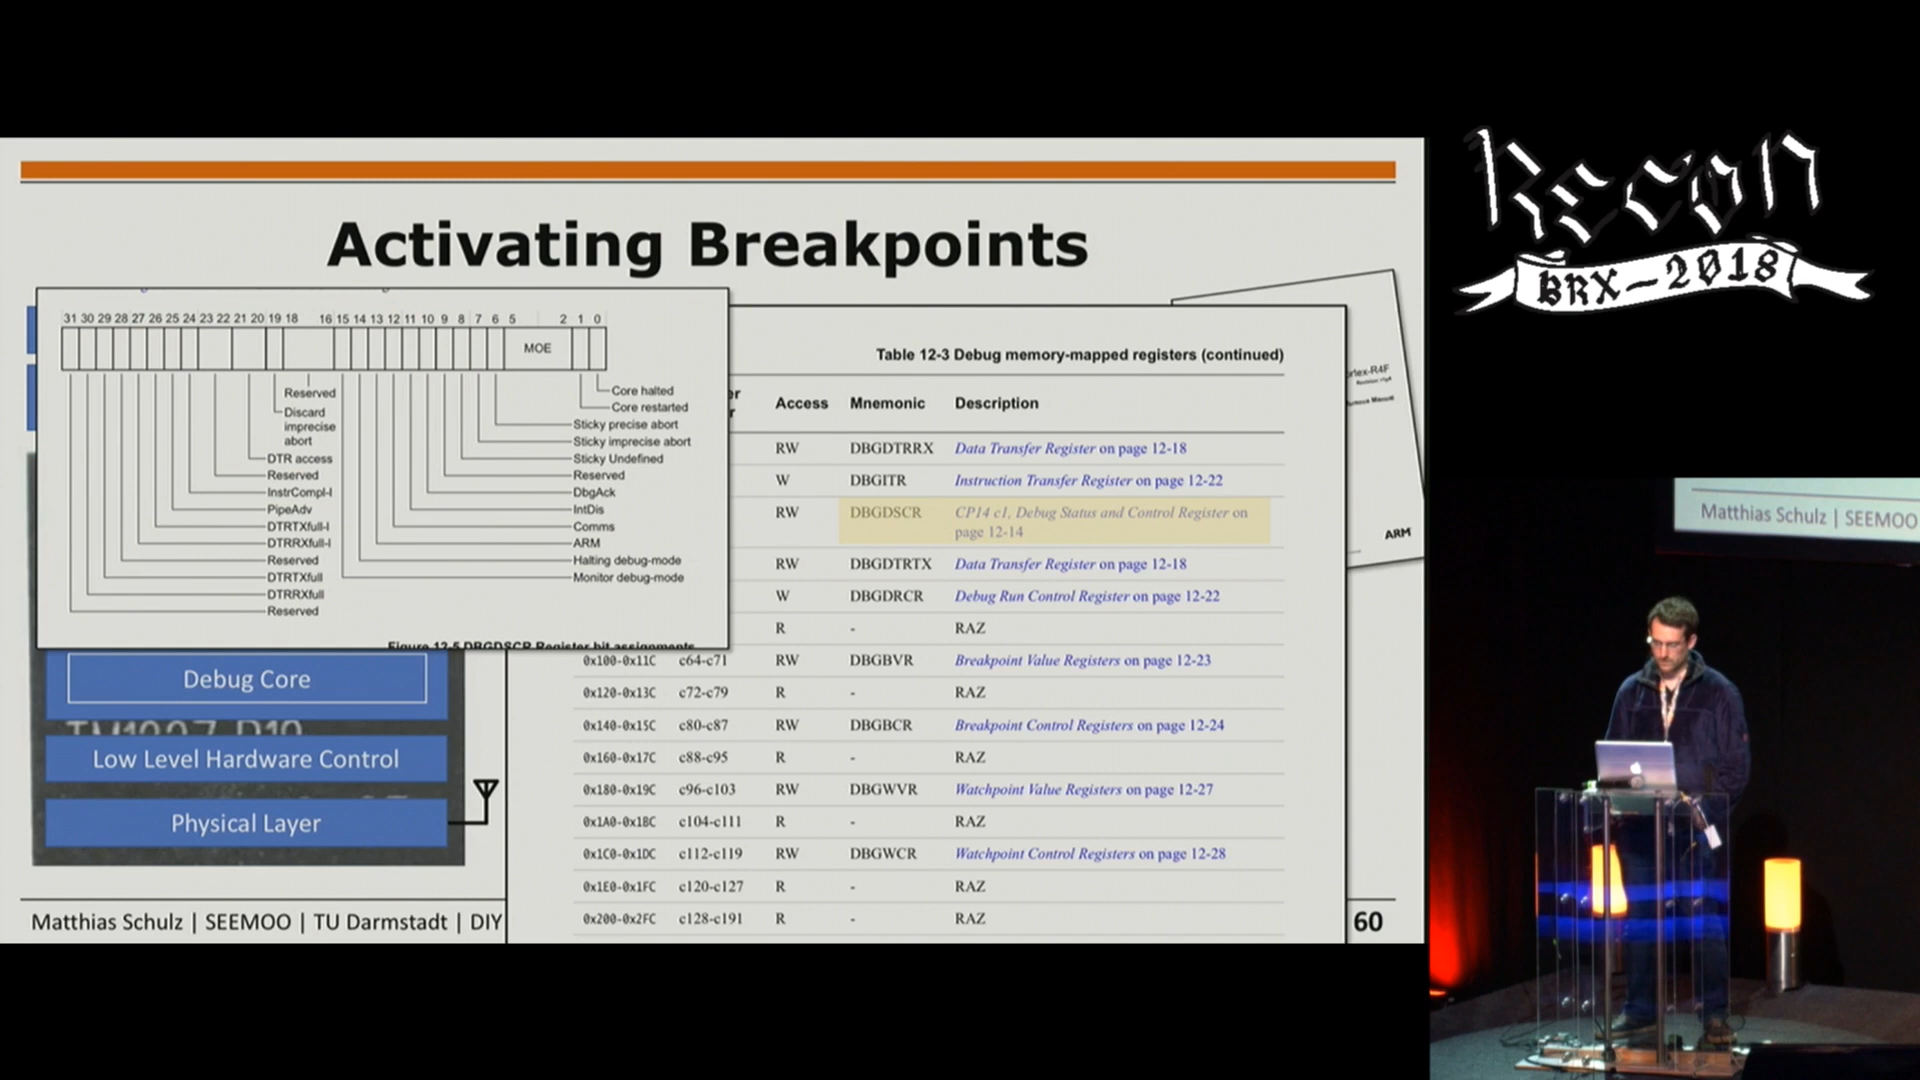 Activating Breakpoints
31 30 29 28 27 26 25 24 23 22 21 20 19 18 16 15 14 13 12 11 10 9 8 7 6 5 2 1 0
MOE
Reserved
Discard
imprecise
abort
DTR access
Reserved
InstrCompl-l
PipeAdv
DTRTXfull-l
DTRRXfull-l
Reserved
DTRTXfull
DTRRXfull
Reserved
Core halted
Core restarted
Sticky precise abort
Sticky imprecise abort
Sticky Undefined
Reserved
DbgAck
IntDis
Comms
ARM
Halting debug-mode
Monitor debug-mode
Figure 12-5 DBGDSCR Register bit assignments
Debug Core
Low Level Hardware Control
Physical Layer
Table 12-3 Debug memory-mapped registers (continued)
Access Mnemonic Description
RW DBGDTRRX Data Transfer Register on page 12-18
W DBGITR Instruction Transfer Register on page 12-22
RW DBGDSCR CP14 c1, Debug Status and Control Register on
page 12-14
RW DBGDTRTX Data Transfer Register on page 12-18
W DBGDRCR Debug Run Control Register on page 12-22
R - RAZ
0x100-0x11C c64-c71 RW DBGBVR Breakpoint Value Registers on page 12-23
0x120-0x13C c72-c79 R - RAZ
0x140-0x15C c80-c87 RW DBGBCR Breakpoint Control Registers on page 12-24
0x160-0x17C c88-c95 R - RAZ
0x180-0x19C c96-c103 RW DBGWVR Watchpoint Value Registers on page 12-27
0x1A0-0x1BC c104-c111 R - RAZ
0x1C0-0x1DC c112-c119 RW DBGWCR Watchpoint Control Registers on page 12-28
0x1E0-0x1FC c120-c127 R - RAZ
0x200-0x2FC c128-c191 R - RAZ
ARM
Matthias Schulz | SEEMOO | TU Darmstadt | DIY
60
Recon
BRX-2018
Matthias Schulz | SEEMOO